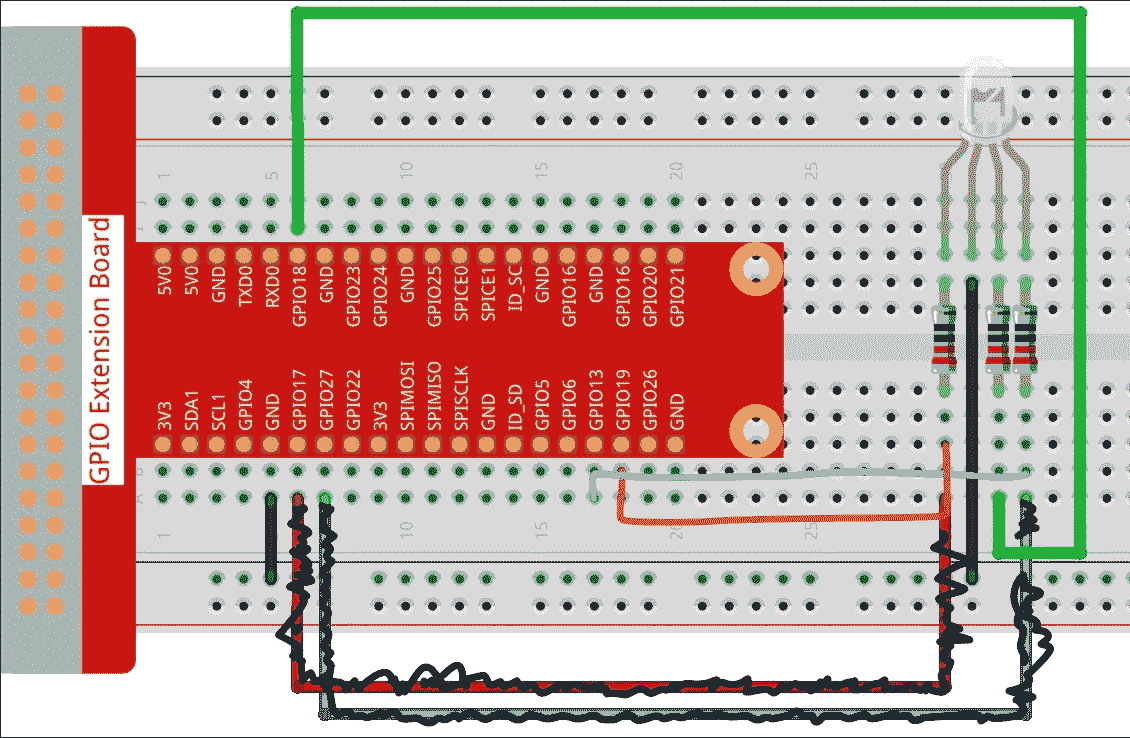 GPIO Extension Board
1 5 10 15 20 25
J
I
5V0 5V0 GND TXD0 RXD0 GPIO18 GND GPIO23 GPIO24 GND GPIO25 SPICE0 SPICE1 ID_SC GND GPIO16 GND GPIO16 GPIO20 GPIO21
3V3 SDA1 SCL1 GPIO4 GND GPIO17 GPIO27 GPIO22 3V3 SPIMOSI SPIMISO SPISCLK GND ID_SD GPIO5 GPIO6 GPIO13 GPIO19 GPIO26 GND
B
A
1 10 15 20 25